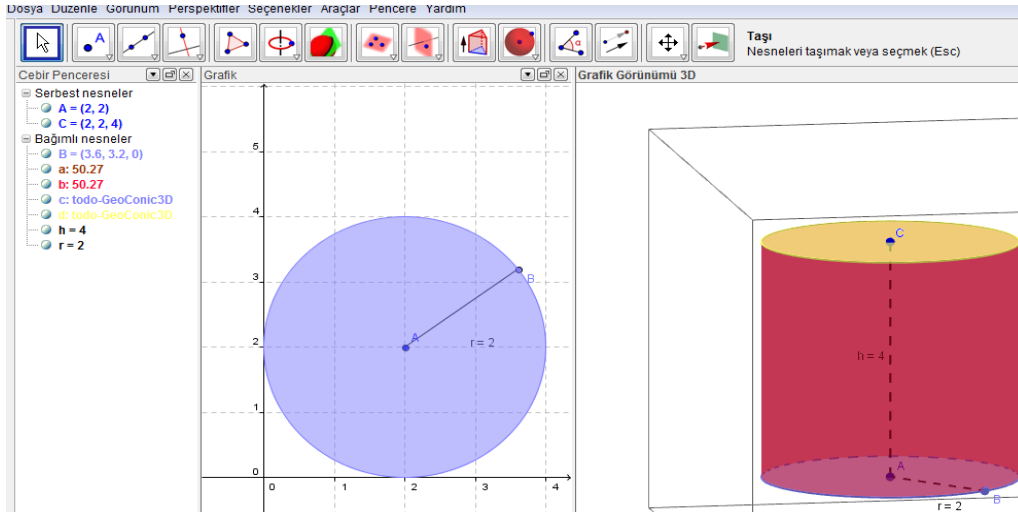 Dosya Düzenle Görünüm Perspektifler Seçenekler Araçlar Pencere Yardım
A
α
Taşı
Nesneleri taşımak veya seçmek (Esc)
Cebir Penceresi
Grafik
Grafik Görünümü 3D
Serbest nesneler
A = (2, 2)
C = (2, 2, 4)
Bağımlı nesneler
B = (3.6, 3.2, 0)
a: 50.27
b: 50.27
c: todo-GeoConic3D
d: todo-GeoConic3D
h = 4
r = 2
5
4
3
2
1
0
0 1 2 3 4
A
B
r = 2
C
h = 4
A
B
r = 2